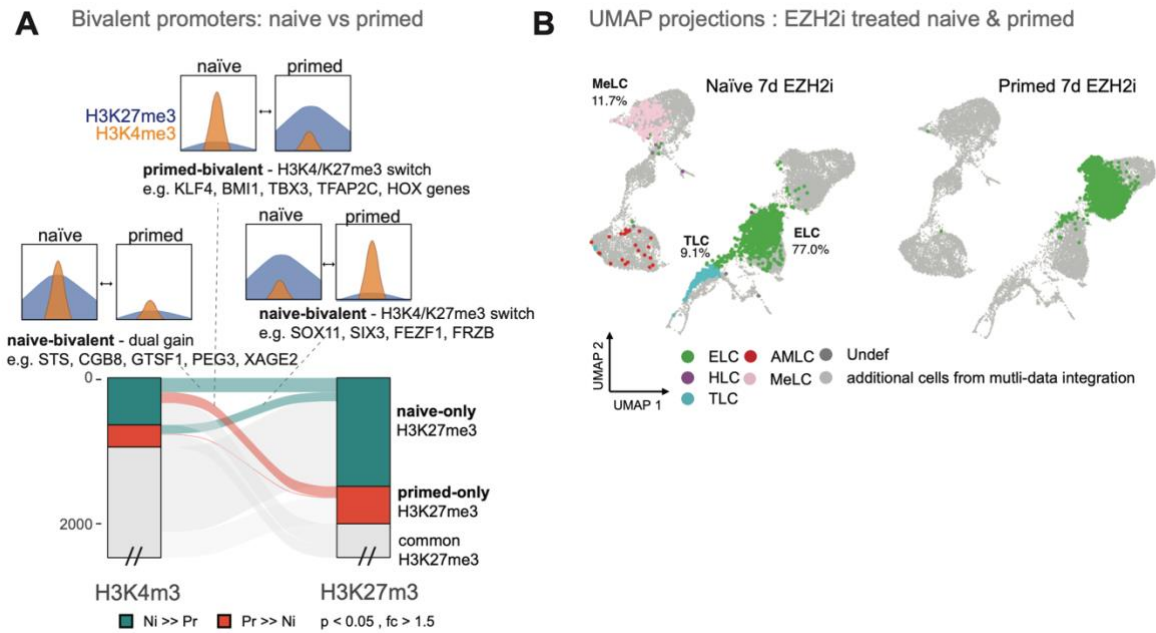 A Bivalent promoters: naive vs primed
naïve primed
H3K27me3
H3K4me3
primed-bivalent - H3K4/K27me3 switch
e.g. KLF4, BMI1, TBX3, TFAP2C, HOX genes
naïve primed
naïve primed
naive-bivalent - H3K4/K27me3 switch
e.g. SOX11, SIX3, FEZF1, FRZB
naive-bivalent - dual gain
e.g. STS, CGB8, GTSF1, PEG3, XAGE2
0
2000
naive-only
H3K27me3
primed-only
H3K27me3
common
H3K27me3
//
//
H3K4m3 H3K27m3
Ni >> Pr Pr >> Ni p < 0.05 , fc > 1.5
B UMAP projections : EZH2i treated naive & primed
Naïve 7d EZH2i
Primed 7d EZH2i
MeLC
11.7%
TLC
9.1%
ELC
77.0%
UMAP 2
UMAP 1
ELC AMLC Undef
HLC MeLC additional cells from mutli-data integration
TLC